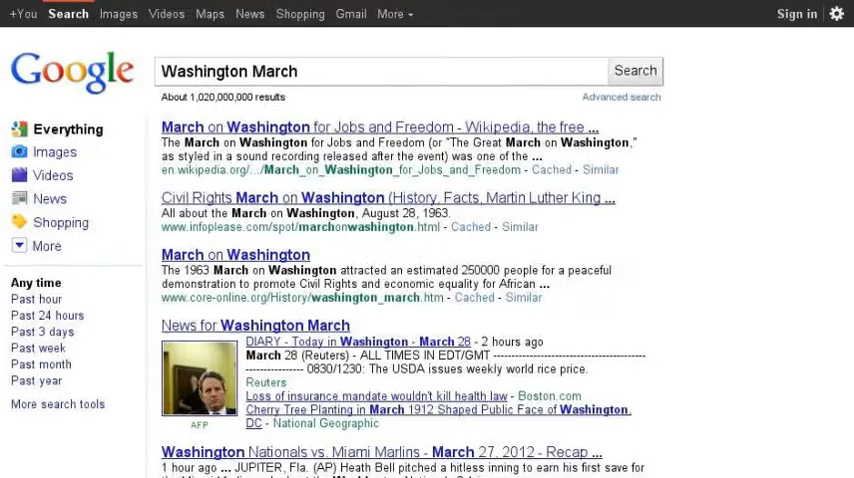 +You Search Images Videos Maps News Shopping Gmail More Sign in
Google
Washington March Search
About 1,020,000,000 results Advanced search
Everything
Images
Videos
News
Shopping
More
Any time
Past hour
Past 24 hours
Past 3 days
Past week
Past month
Past year
More search tools
March on Washington for Jobs and Freedom - Wikipedia, the free ...
The March on Washington for Jobs and Freedom (or "The Great March on Washington,"
as styled in a sound recording released after the event) was one of the ...
en.wikipedia.org/.../March_on_Washington_for_Jobs_and_Freedom - Cached - Similar
Civil Rights March on Washington (History, Facts, Martin Luther King ...
All about the March on Washington, August 28, 1963.
www.infoplease.com/spot/marchonwashington.html - Cached - Similar
March on Washington
The 1963 March on Washington attracted an estimated 250000 people for a peaceful
demonstration to promote Civil Rights and economic equality for African ...
www.core-online.org/History/washington_march.htm - Cached - Similar
News for Washington March
DIARY - Today in Washington - March 28 - 2 hours ago
March 28 (Reuters) - ALL TIMES IN EDT/GMT -----------------------------------------
---------------- 0830/1230: The USDA issues weekly world rice price.
Reuters
Loss of insurance mandate wouldn't kill health law - Boston.com
Cherry Tree Planting in March 1912 Shaped Public Face of Washington,
DC - National Geographic
AFP
Washington Nationals vs. Miami Marlins - March 27, 2012 - Recap ...
1 hour ago ... JUPITER, Fla. (AP) Heath Bell pitched a hitless inning to earn his first save for